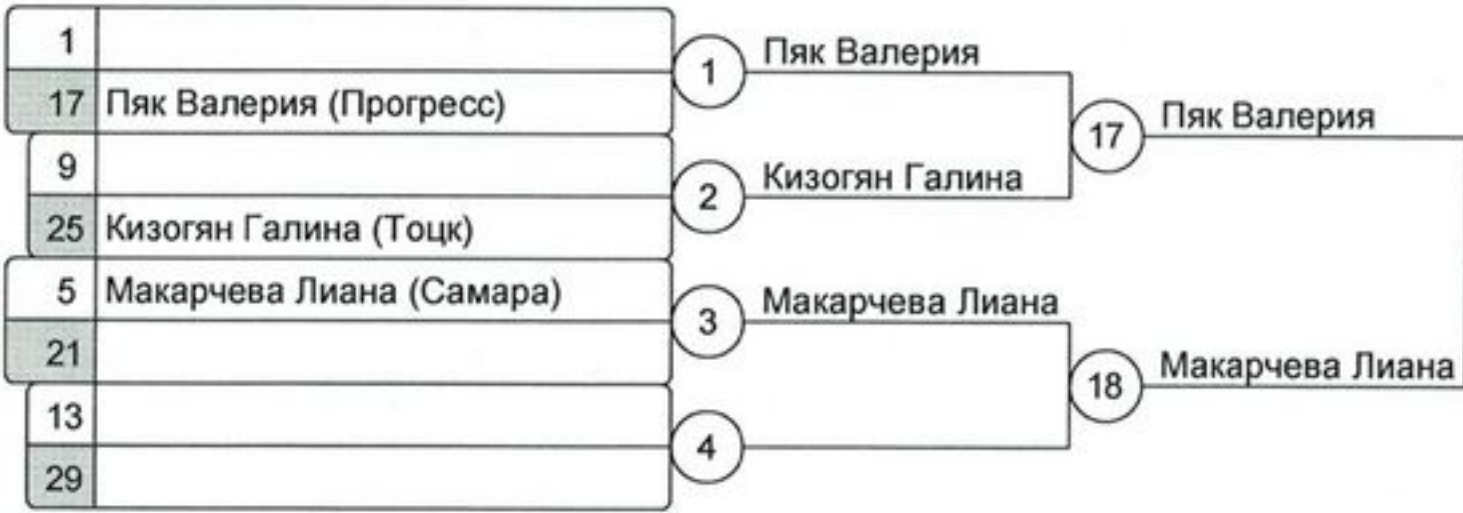 1
17 Пяк Валерия (Прогресс)
9
25 Кизогян Галина (Тоцк)
5 Макарчева Лиана (Самара)
21
13
29
1 Пяк Валерия
2 Кизогян Галина
3 Макарчева Лиана
4
17 Пяк Валерия
18 Макарчева Лиана